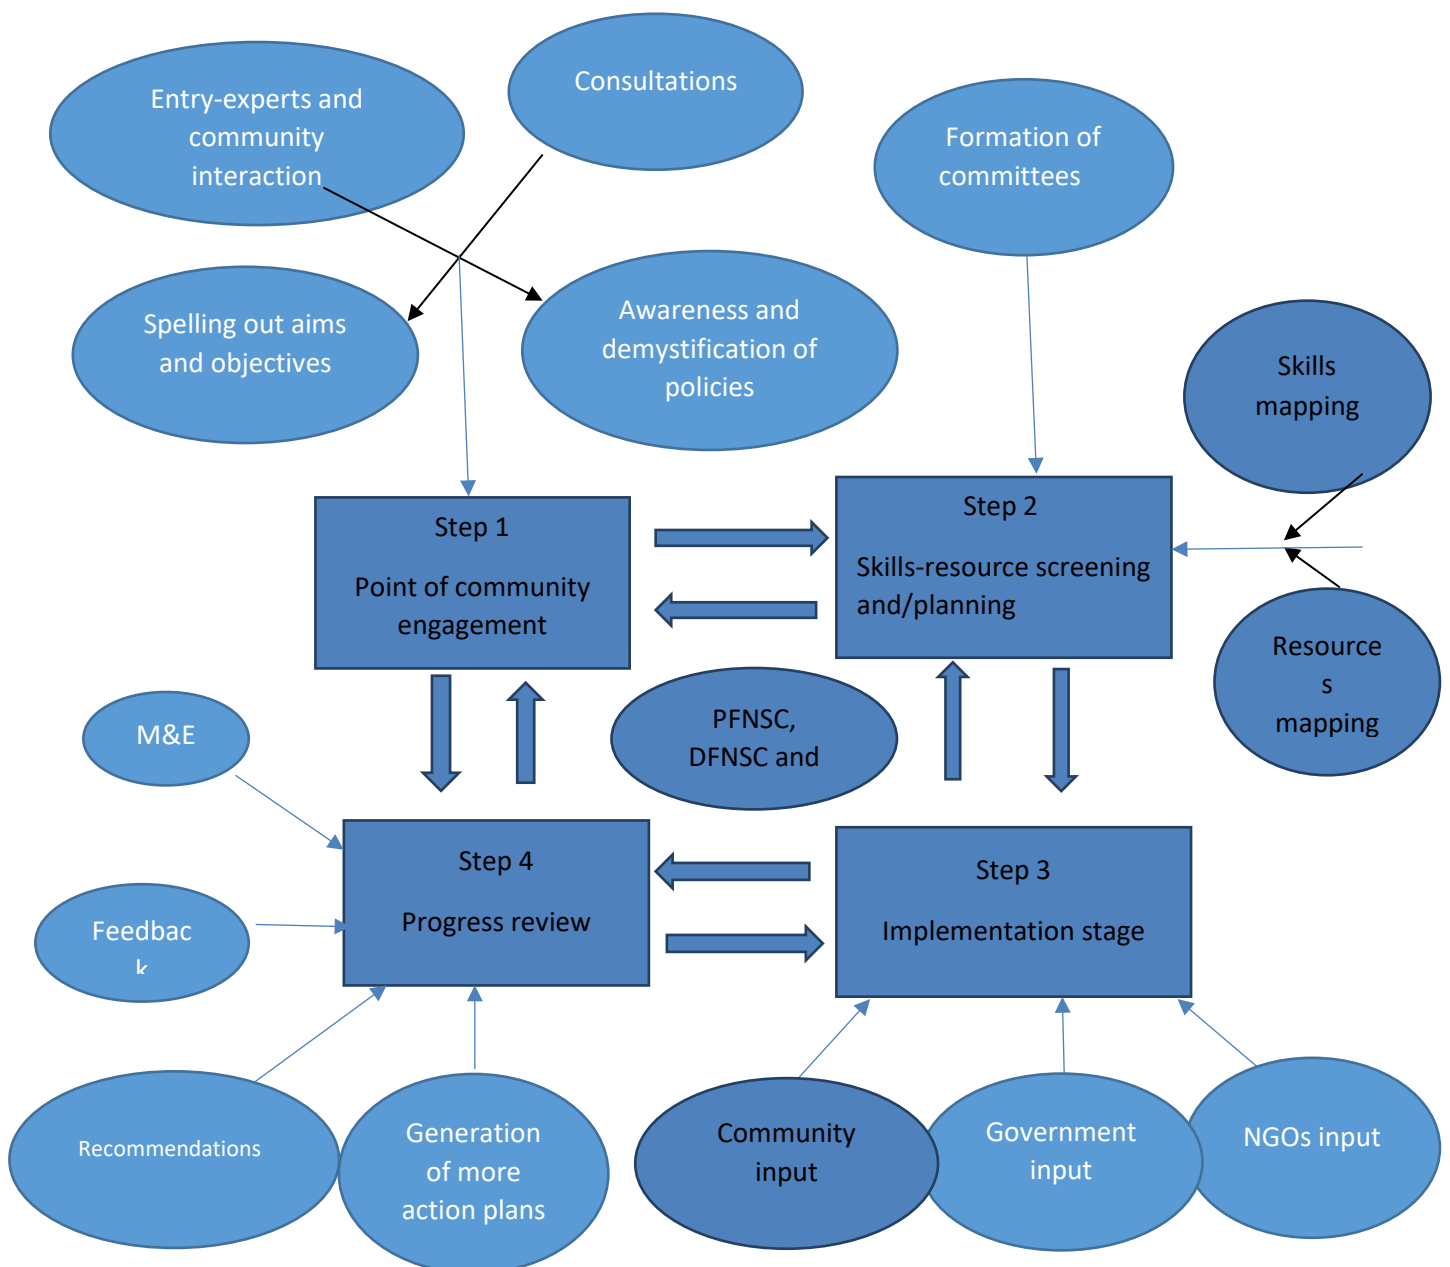 Entry-experts and
community
interaction
Consultations
Formation of
committees
Spelling out aims
and objectives
Awareness and
demystification of
policies
Skills
mapping
Step 1
Point of community
engagement
Step 2
Skills-resource screening
and/planning
Resource
s
mapping
PFNSC,
DFNSC and
M&E
Step 4
Progress review
Step 3
Implementation stage
Feedbac
k
Recommendations
Generation
of more
action plans
Community
input
Government
input
NGOs input